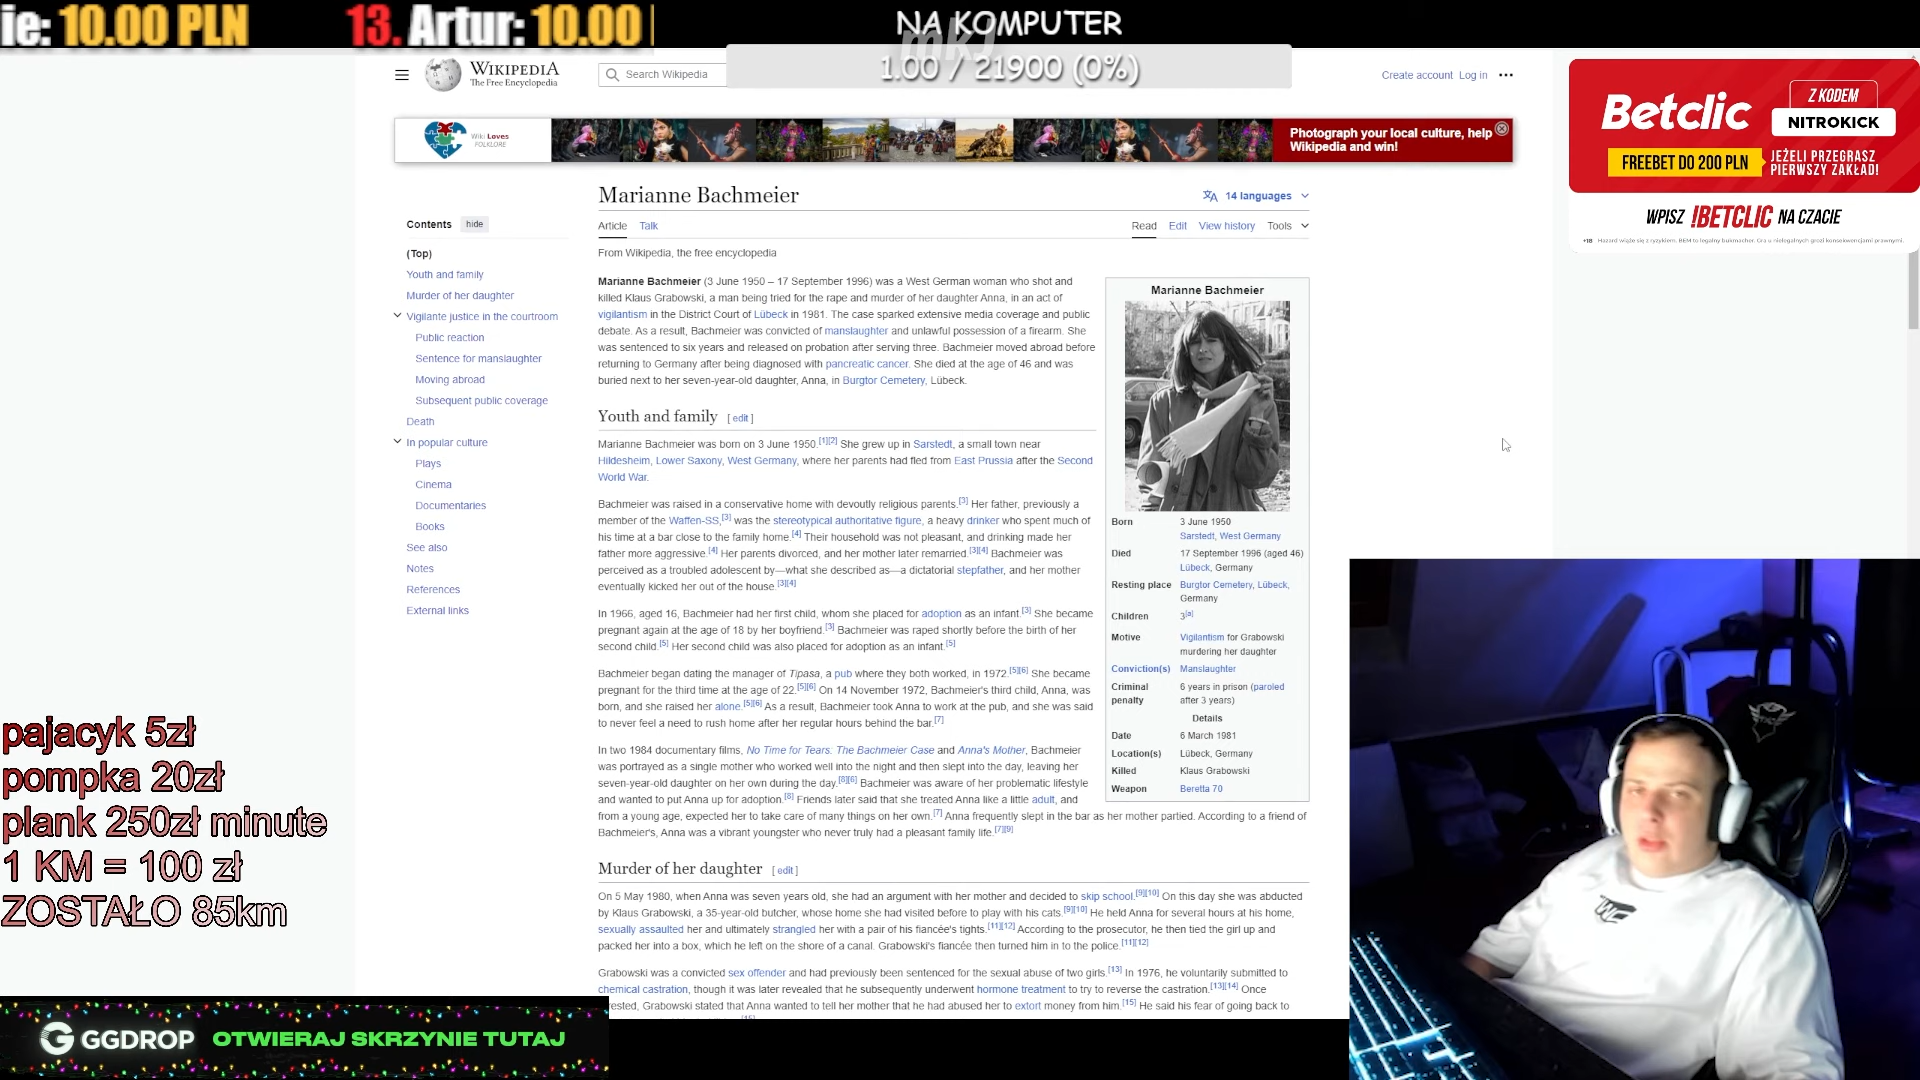 ie: 10.00 PLN 13. Artur: 10.00
NA KOMPUTER
1.00 / 21900 (0%)
WIKIPEDIA
The Free Encyclopedia
Search Wikipedia
Create account Log in
Wiki Loves
FOLKLORE
Photograph your local culture, help
Wikipedia and win!
Betclic
Z KODEM
NITROKICK
FREEBET DO 200 PLN
JEŻELI PRZEGRASZ
PIERWSZY ZAKŁAD!
WPISZ !BETCLIC NA CZACIE
Contents hide
(Top)
Youth and family
Murder of her daughter
Vigilante justice in the courtroom
Public reaction
Sentence for manslaughter
Moving abroad
Subsequent public coverage
Death
In popular culture
Plays
Cinema
Documentaries
Books
See also
Notes
References
External links
Marianne Bachmeier
14 languages
Article Talk
Read Edit View history Tools
From Wikipedia, the free encyclopedia
Marianne Bachmeier (3 June 1950 – 17 September 1996) was a West German woman who shot and
killed Klaus Grabowski, a man being tried for the rape and murder of her daughter Anna, in an act of
vigilantism in the District Court of Lübeck in 1981. The case sparked extensive media coverage and public
debate. As a result, Bachmeier was convicted of manslaughter and unlawful possession of a firearm. She
was sentenced to six years and released on probation after serving three. Bachmeier moved abroad before
returning to Germany after being diagnosed with pancreatic cancer. She died at the age of 46 and was
buried next to her seven-year-old daughter, Anna, in Burgtor Cemetery, Lübeck.
Youth and family [ edit ]
Marianne Bachmeier was born on 3 June 1950.[1][2] She grew up in Sarstedt, a small town near
Hildesheim, Lower Saxony, West Germany, where her parents had fled from East Prussia after the Second
World War.
Bachmeier was raised in a conservative home with devoutly religious parents.[3] Her father, previously a
member of the Waffen-SS,[3] was the stereotypical authoritative figure, a heavy drinker who spent much of
his time at a bar close to the family home.[4] Their household was not pleasant, and drinking made her
father more aggressive.[4] Her parents divorced, and her mother later remarried.[3][4] Bachmeier was
perceived as a troubled adolescent by—what she described as—a dictatorial stepfather, and her mother
eventually kicked her out of the house.[3][4]
In 1966, aged 16, Bachmeier had her first child, whom she placed for adoption as an infant.[3] She became
pregnant again at the age of 18 by her boyfriend.[3] Bachmeier was raped shortly before the birth of her
second child.[5] Her second child was also placed for adoption as an infant.[5]
Bachmeier began dating the manager of Tipasa, a pub where they both worked, in 1972.[5][6] She became
pregnant for the third time at the age of 22.[5][6] On 14 November 1972, Bachmeier's third child, Anna, was
born, and she raised her alone.[5][6] As a result, Bachmeier took Anna to work at the pub, and she was said
to never feel a need to rush home after her regular hours behind the bar.[7]
In two 1984 documentary films, No Time for Tears: The Bachmeier Case and Anna's Mother, Bachmeier
was portrayed as a single mother who worked well into the night and then slept into the day, leaving her
seven-year-old daughter on her own during the day.[8][6] Bachmeier was aware of her problematic lifestyle
and wanted to put Anna up for adoption.[8] Friends later said that she treated Anna like a little adult, and
from a young age, expected her to take care of many things on her own.[7] Anna frequently slept in the bar as her mother partied. According to a friend of
Bachmeier's, Anna was a vibrant youngster who never truly had a pleasant family life.[7][9]
Marianne Bachmeier
Born 3 June 1950
Sarstedt, West Germany
Died 17 September 1996 (aged 46)
Lübeck, Germany
Resting place Burgtor Cemetery, Lübeck,
Germany
Children 3[a]
Motive Vigilantism for Grabowski
murdering her daughter
Conviction(s) Manslaughter
Criminal 6 years in prison (paroled
penalty after 3 years)
Details
Date 6 March 1981
Location(s) Lübeck, Germany
Killed Klaus Grabowski
Weapon Beretta 70
Murder of her daughter [ edit ]
On 5 May 1980, when Anna was seven years old, she had an argument with her mother and decided to skip school.[9][10] On this day she was abducted
by Klaus Grabowski, a 35-year-old butcher, whose home she had visited before to play with his cats.[9][10] He held Anna for several hours at his home,
sexually assaulted her and ultimately strangled her with a pair of his fiancée's tights.[11][12] According to the prosecutor, he then tied the girl up and
packed her into a box, which he left on the shore of a canal. Grabowski's fiancée then turned him in to the police.[11][12]
Grabowski was a convicted sex offender and had previously been sentenced for the sexual abuse of two girls.[13] In 1976, he voluntarily submitted to
chemical castration, though it was later revealed that he subsequently underwent hormone treatment to try to reverse the castration.[13][14] Once
rested, Grabowski stated that Anna wanted to tell her mother that he had abused her to extort money from him.[15] He said his fear of going back to
pajacyk 5zł
pompka 20zł
plank 250zł minute
1 KM = 100 zł
ZOSTAŁO 85km
GGDROP OTWIERAJ SKRZYNIE TUTAJ